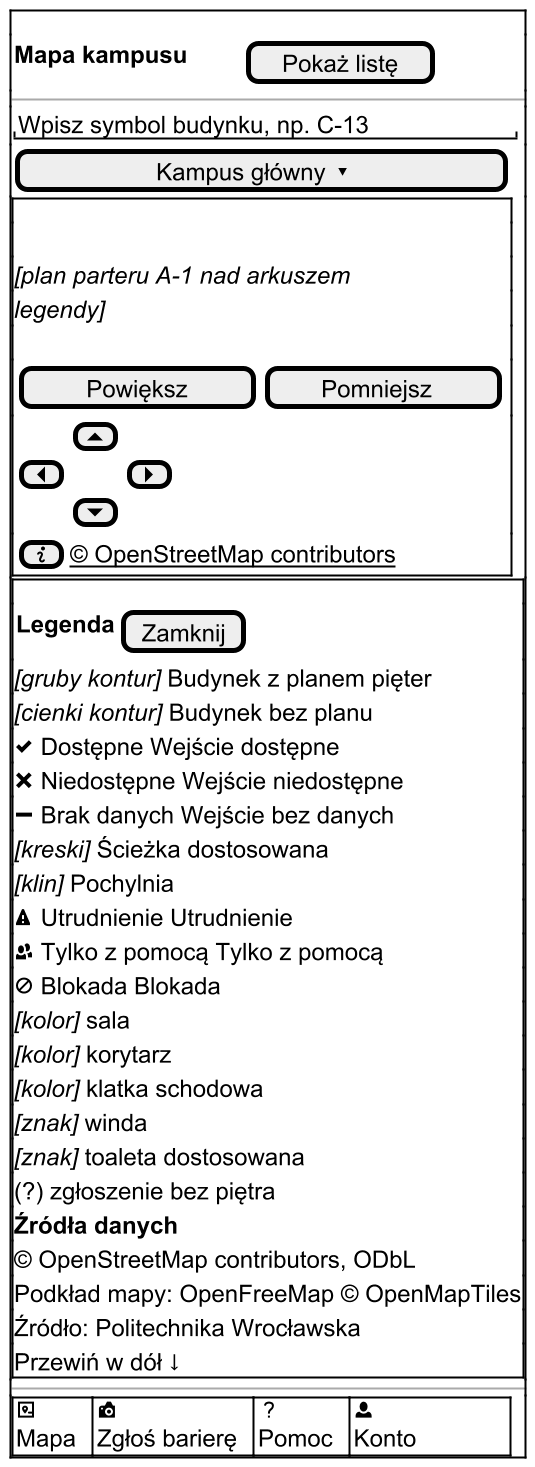 Mapa kampusu Pokaż listę
Wpisz symbol budynku, np. C-13
Kampus główny ▾
[plan parteru A-1 nad arkuszem
legendy]
Powiększ Pomniejsz
i © OpenStreetMap contributors
Legenda Zamknij
[gruby kontur] Budynek z planem pięter
[cienki kontur] Budynek bez planu
Dostępne Wejście dostępne
Niedostępne Wejście niedostępne
Brak danych Wejście bez danych
[kreski] Ścieżka dostosowana
[klin] Pochylnia
Utrudnienie Utrudnienie
Tylko z pomocą Tylko z pomocą
Blokada Blokada
[kolor] sala
[kolor] korytarz
[kolor] klatka schodowa
[znak] winda
[znak] toaleta dostosowana
(?) zgłoszenie bez piętra
Źródła danych
© OpenStreetMap contributors, ODbL
Podkład mapy: OpenFreeMap © OpenMapTiles
Źródło: Politechnika Wrocławska
Przewiń w dół ↓
?
Mapa Zgłoś barierę Pomoc Konto